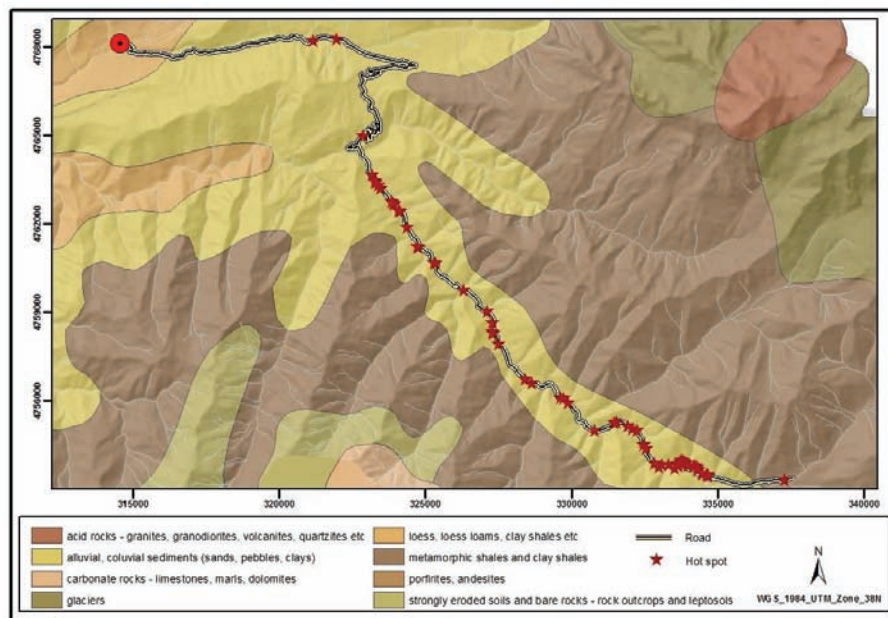 4768000
4765000
4762000
4759000
4756000
315000 320000 325000 330000 335000 340000
acid rocks - granites, granodiorites, volcanites, quartzites etc
alluvial, coluvial sediments (sands, pebbles, clays)
carbonate rocks - limestones, marls, dolomites
glaciers
loess, loess loams, clay shales etc
metamorphic shales and clay shales
porfirites, andesites
strongly eroded soils and bare rocks - rock outcrops and leptosols
Road
Hot spot
N
WGS_1984_UTM_Zone_38N